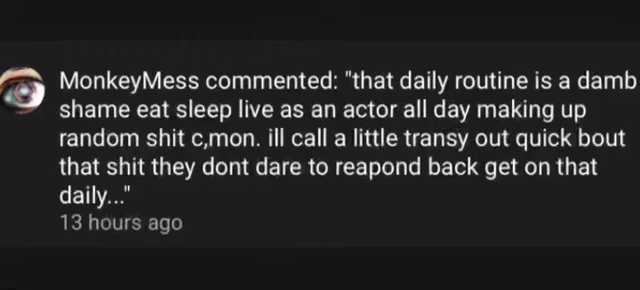 MonkeyMess commented: "that daily routine is a damb
shame eat sleep live as an actor all day making up
random shit c,mon. ill call a little transy out quick bout
that shit they dont dare to reapond back get on that
daily..."
13 hours ago